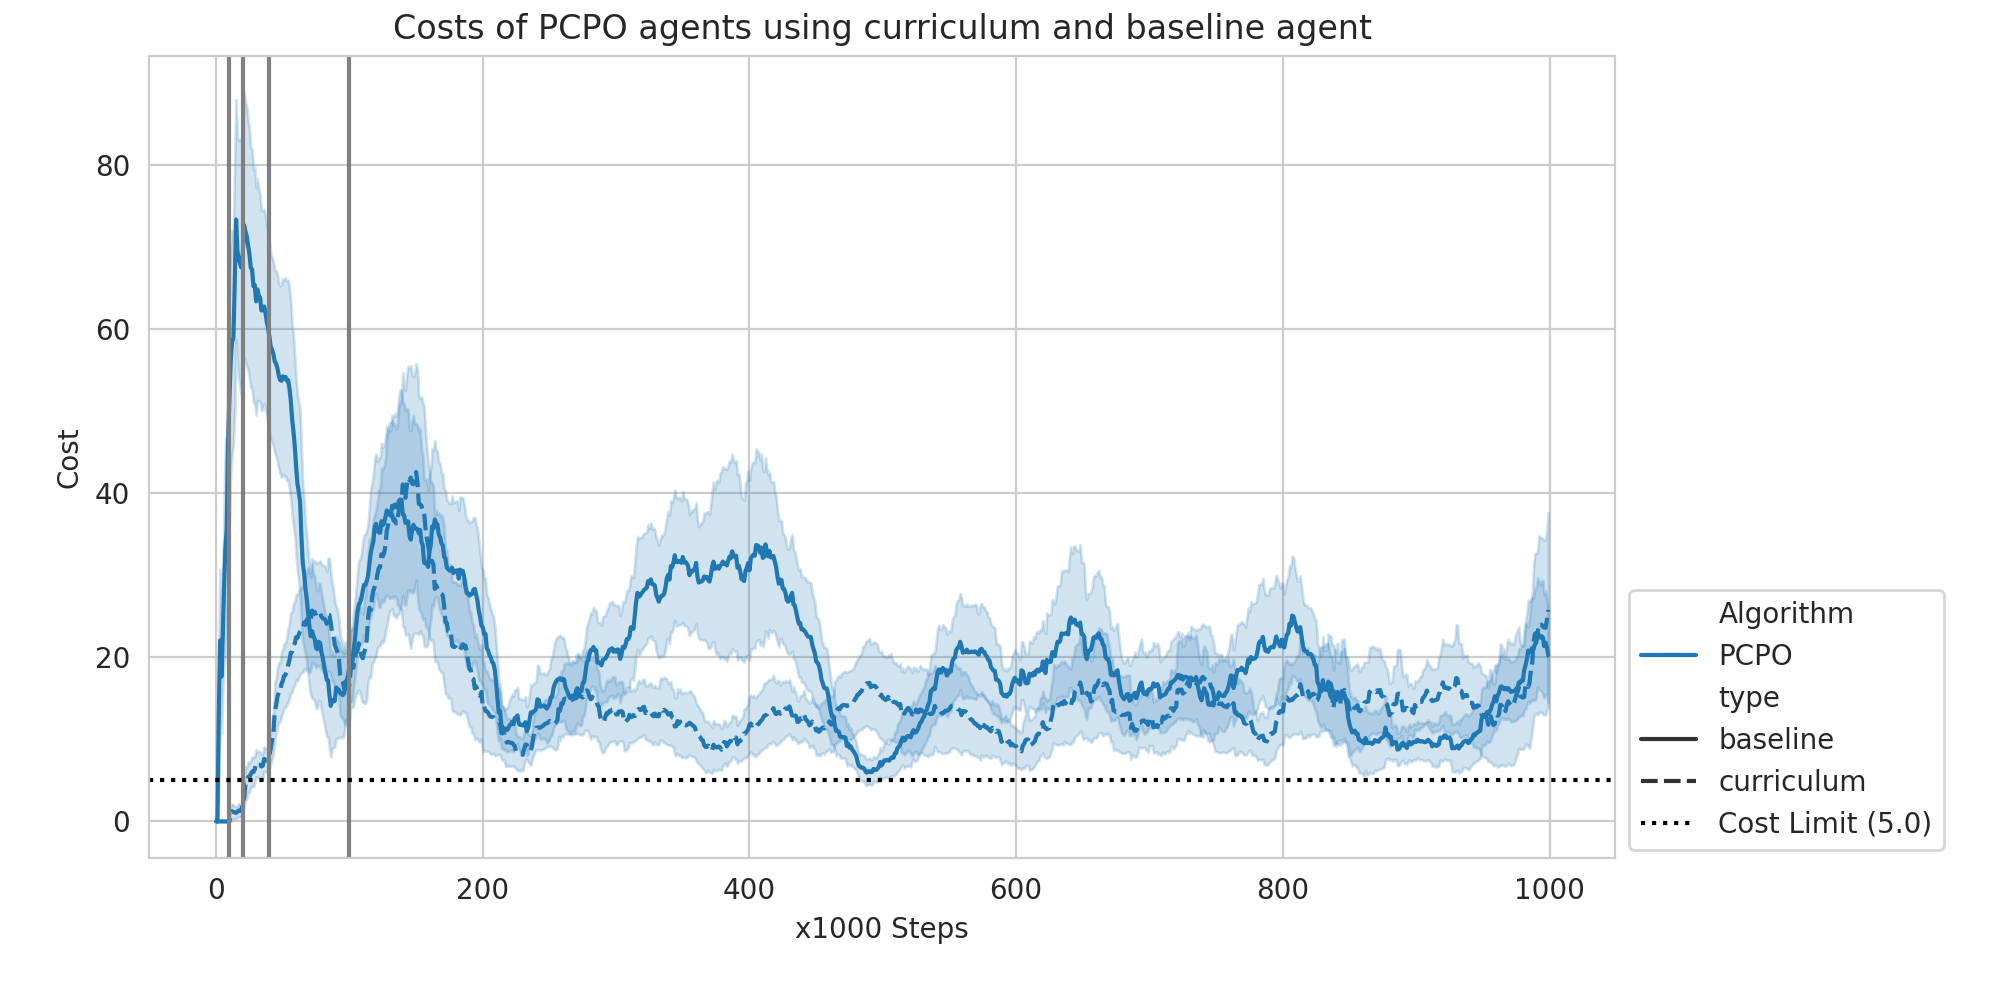 Costs of PCPO agents using curriculum and baseline agent
Cost
80
60
40
20
0
0 200 400 600 800 1000
x1000 Steps
Algorithm
PCPO
type
baseline
curriculum
Cost Limit (5.0)